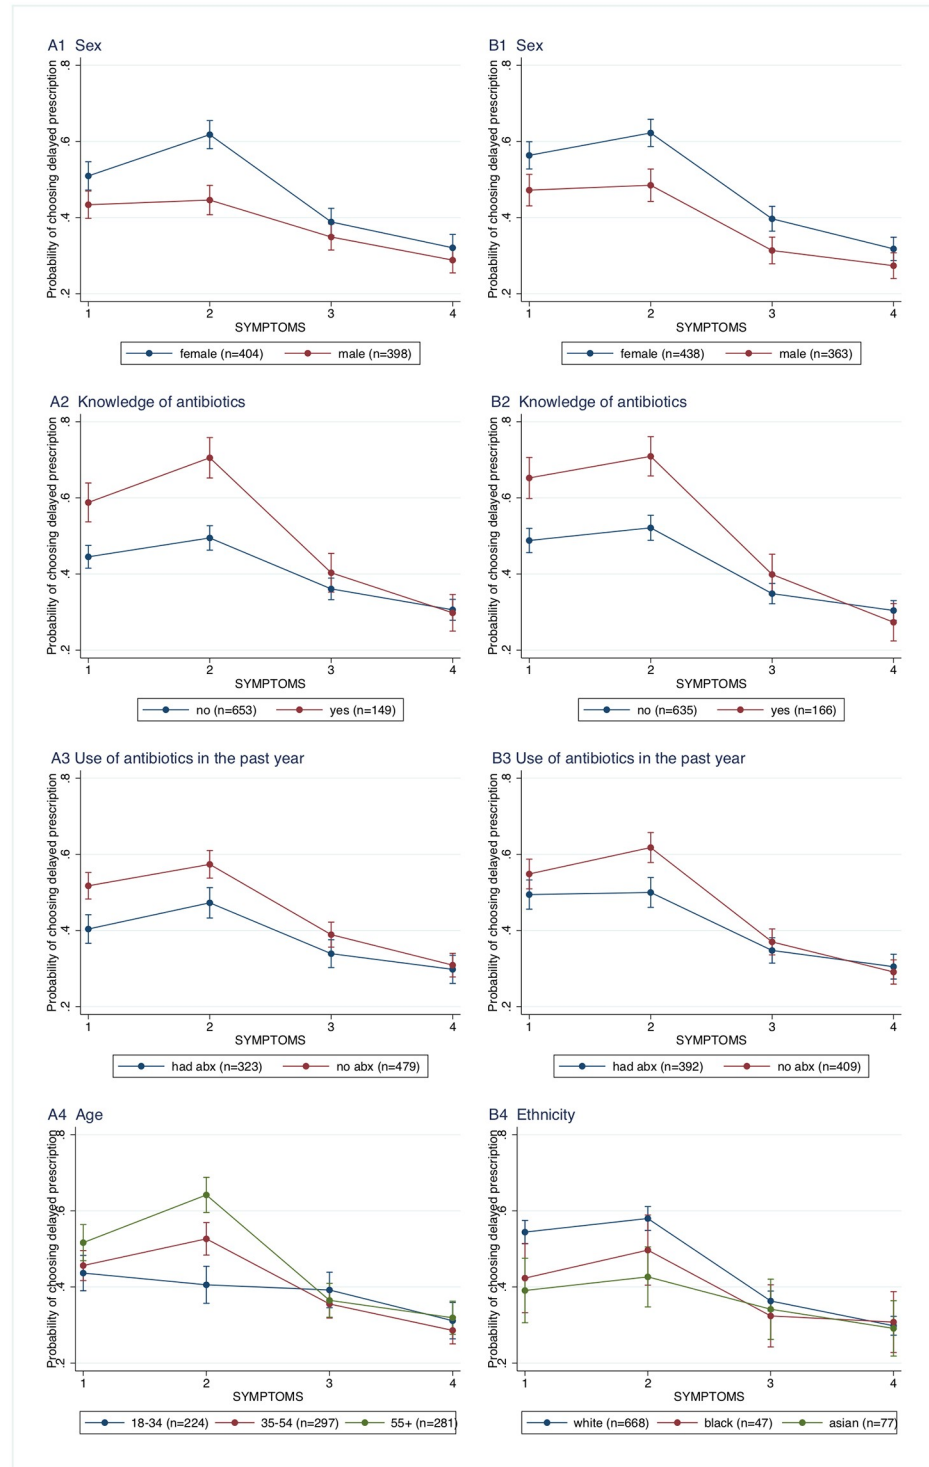 A1 Sex
Probability of choosing delayed prescription
.8
.6
.4
.2
1 2 3 4
SYMPTOMS
female (n=404) male (n=398)
B1 Sex
Probability of choosing delayed prescription
.8
.6
.4
.2
1 2 3 4
SYMPTOMS
female (n=438) male (n=363)
A2 Knowledge of antibiotics
Probability of choosing delayed prescription
.8
.6
.4
.2
1 2 3 4
SYMPTOMS
no (n=653) yes (n=149)
B2 Knowledge of antibiotics
Probability of choosing delayed prescription
.8
.6
.4
.2
1 2 3 4
SYMPTOMS
no (n=635) yes (n=166)
A3 Use of antibiotics in the past year
Probability of choosing delayed prescription
.8
.6
.4
.2
1 2 3 4
SYMPTOMS
had abx (n=323) no abx (n=479)
B3 Use of antibiotics in the past year
Probability of choosing delayed prescription
.8
.6
.4
.2
1 2 3 4
SYMPTOMS
had abx (n=392) no abx (n=409)
A4 Age
Probability of choosing delayed prescription
.8
.6
.4
.2
1 2 3 4
SYMPTOMS
18-34 (n=224) 35-54 (n=297) 55+ (n=281)
B4 Ethnicity
Probability of choosing delayed prescription
.8
.6
.4
.2
1 2 3 4
SYMPTOMS
white (n=668) black (n=47) asian (n=77)